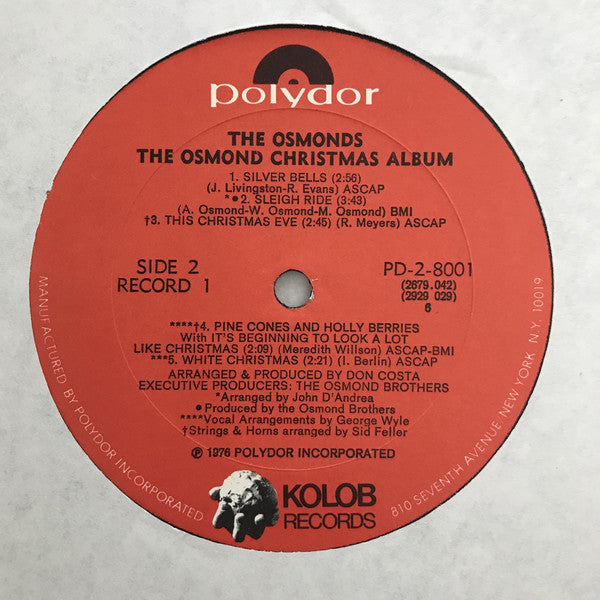 polydor
THE OSMONDS
THE OSMOND CHRISTMAS ALBUM
1. SILVER BELLS (2:56)
(J. Livingston-R. Evans) ASCAP
*●2. SLEIGH RIDE (3:43)
(A. Osmond-W. Osmond-M. Osmond) BMI
†3. THIS CHRISTMAS EVE (2:45) (R. Meyers) ASCAP
SIDE 2
RECORD 1
PD-2-8001
(2679.042)
(2929 029)
6
****†4. PINE CONES AND HOLLY BERRIES
With IT'S BEGINNING TO LOOK A LOT
LIKE CHRISTMAS (2:09) (Meredith Willson) ASCAP-BMI
***5. WHITE CHRISTMAS (2:21) (I. Berlin) ASCAP
ARRANGED & PRODUCED BY DON COSTA
EXECUTIVE PRODUCERS: THE OSMOND BROTHERS
*Arranged by John D'Andrea
●Produced by the Osmond Brothers
****Vocal Arrangements by George Wyle
†Strings & Horns arranged by Sid Feller
℗ 1976 POLYDOR INCORPORATED
KOLOB
RECORDS
MANUFACTURED BY POLYDOR INCORPORATED
810 SEVENTH AVENUE, NEW YORK, N.Y. 10019